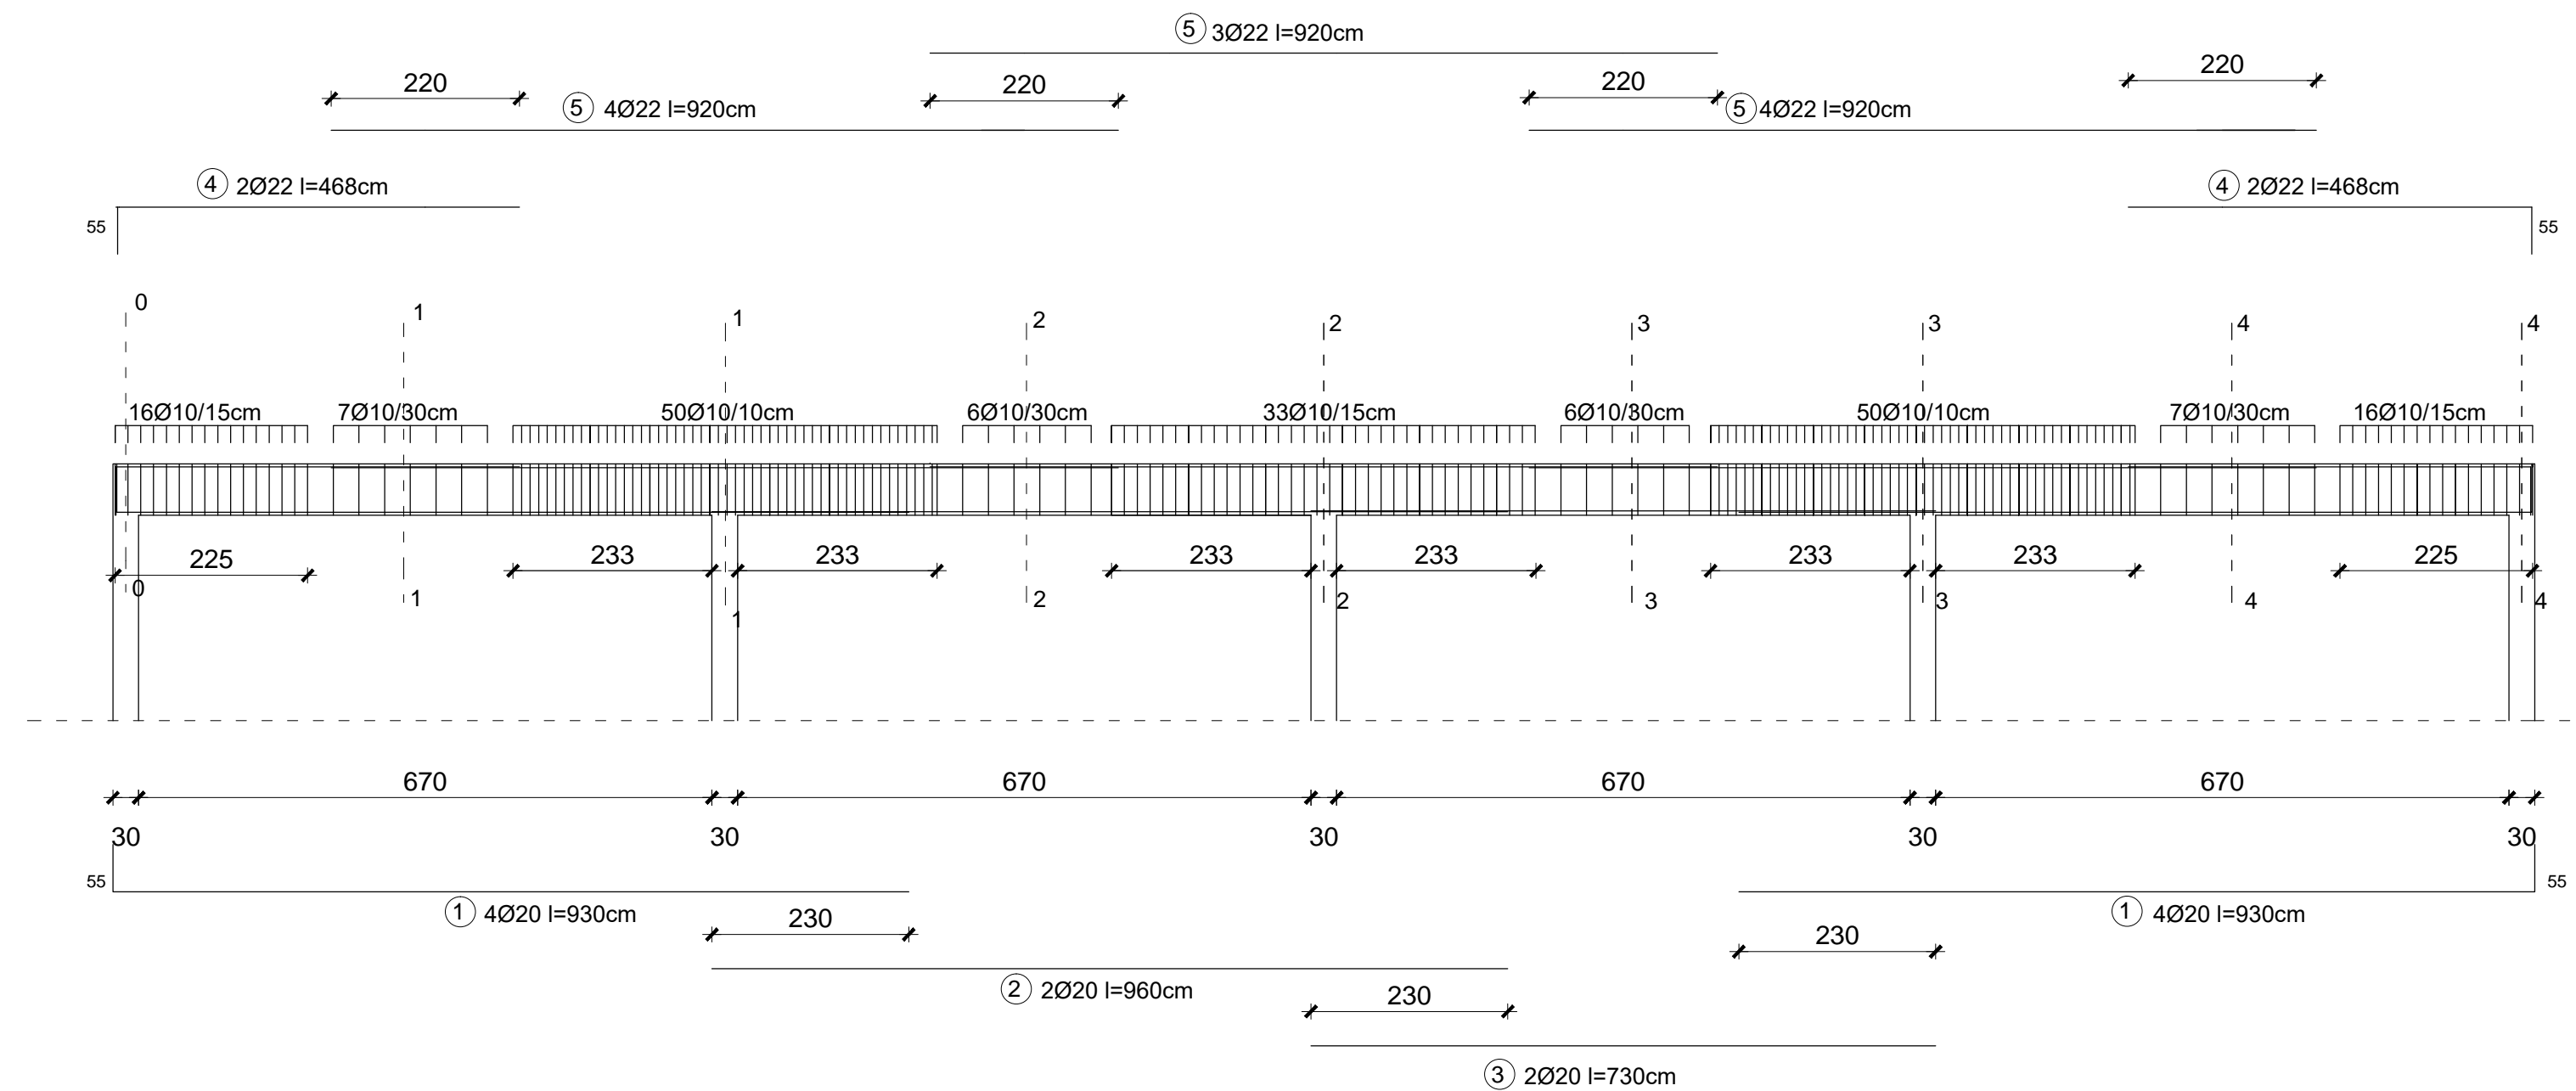 5 3Ø22 l=920cm
220 220 220 220
5 4Ø22 l=920cm 5 4Ø22 l=920cm
4 2Ø22 l=468cm 4 2Ø22 l=468cm
55 55
0 1 1 2 2 3 3 4 4
16Ø10/15cm 7Ø10/30cm 50Ø10/10cm 6Ø10/30cm 33Ø10/15cm 6Ø10/30cm 50Ø10/10cm 7Ø10/30cm 16Ø10/15cm
225 233 233 233 233 233 233 225
0 1 1 2 2 3 3 4 4
670 670 670 670
30 30 30 30 30
55 55
1 4Ø20 l=930cm 1 4Ø20 l=930cm
230 230
2 2Ø20 l=960cm
230
3 2Ø20 l=730cm